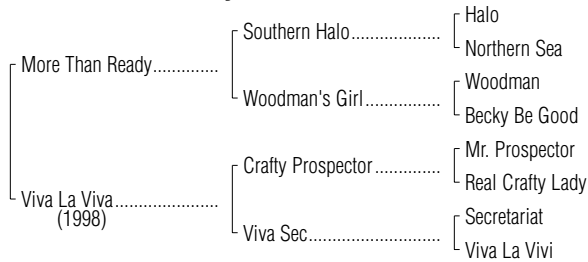 Halo
Southern Halo...................
Northern Sea
More Than Ready..............
Woodman
Woodman's Girl................
Becky Be Good
Mr. Prospector
Crafty Prospector..............
Real Crafty Lady
Viva La Viva......................
(1998)
Secretariat
Viva Sec............................
Viva La Vivi